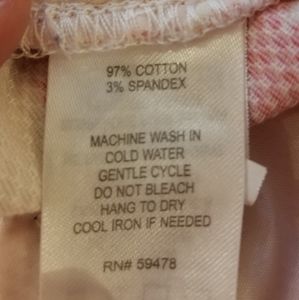 97% COTTON
3% SPANDEX
MACHINE WASH IN
COLD WATER
GENTLE CYCLE
DO NOT BLEACH
HANG TO DRY
COOL IRON IF NEEDED
RN# 59478